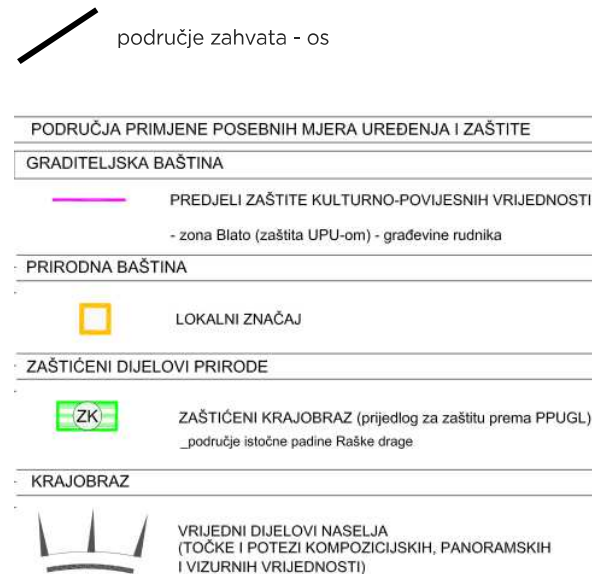 područje zahvata - os
PODRUČJA PRIMJENE POSEBNIH MJERA UREĐENJA I ZAŠTITE
GRADITELJSKA BAŠTINA
PREDJELI ZAŠTITE KULTURNO-POVIJESNIH VRIJEDNOSTI
- zona Blato (zaštita UPU-om) - građevine rudnika
PRIRODNA BAŠTINA
LOKALNI ZNAČAJ
ZAŠTIĆENI DIJELOVI PRIRODE
ZK
ZAŠTIĆENI KRAJOBRAZ (prijedlog za zaštitu prema PPUGL)
_područje istočne padine Raške drage
KRAJOBRAZ
VRIJEDNI DIJELOVI NASELJA
(TOČKE I POTEZI KOMPOZICIJSKIH, PANORAMSKIH
I VIZURNIH VRIJEDNOSTI)